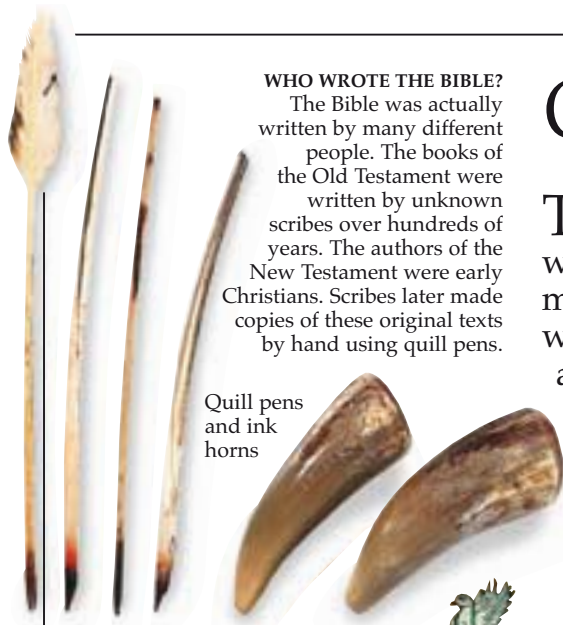 WHO WROTE THE BIBLE?
The Bible was actually
written by many different
people. The books of
the Old Testament were
written by unknown
scribes over hundreds of
years. The authors of the
New Testament were early
Christians. Scribes later made
copies of these original texts
by hand using quill pens.
Quill pens
and ink
horns